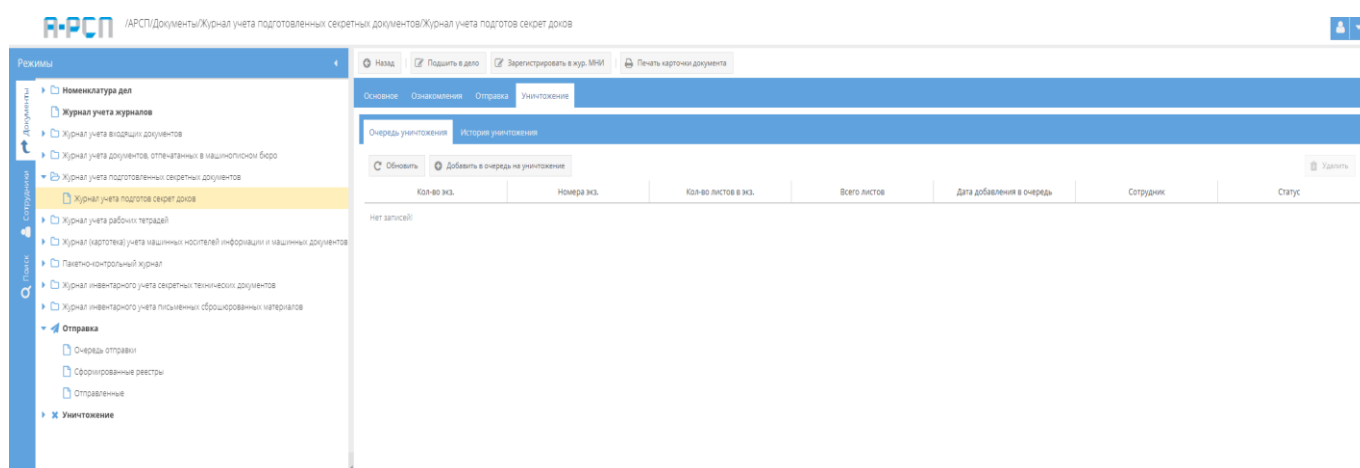 А-РСП
/АРСП/Документы/Журнал учета подготовленных секретных документов/Журнал учета подготов секрет доков
Режимы
Документы
Сотрудники
Поиск
Номенклатура дел
Журнал учета журналов
Журнал учета входящих документов
Журнал учета документов, отпечатанных в машинописном бюро
Журнал учета подготовленных секретных документов
Журнал учета подготов секрет доков
Журнал учета рабочих тетрадей
Журнал (картотека) учета машинных носителей информации и машинных документов
Пакетно-контрольный журнал
Журнал инвентарного учета секретных технических документов
Журнал инвентарного учета письменных сброшюрованных материалов
Отправка
Очередь отправки
Сформированные реестры
Отправленные
Уничтожение
Назад Подшить в дело Зарегистрировать в жур. МНИ Печать карточки документа
Основное Ознакомления Отправка Уничтожение
Очередь уничтожения История уничтожения
Обновить Добавить в очередь на уничтожение Удалить
Кол-во экз. Номера экз. Кол-во листов в экз. Всего листов Дата добавления в очередь Сотрудник Статус
Нет записей!